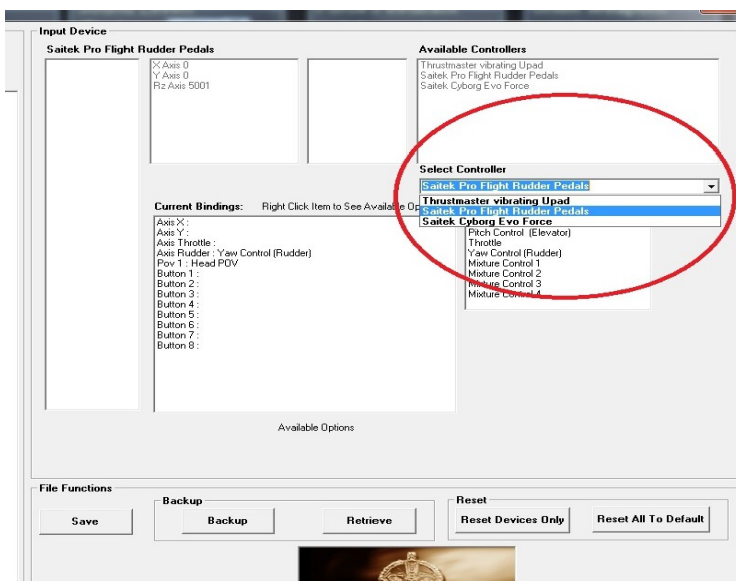 Input Device
Saitek Pro Flight Rudder Pedals
X Axis 0
Y Axis 0
Rz Axis 5001
Available Controllers
Thrustmaster vibrating Upad
Saitek Pro Flight Rudder Pedals
Saitek Cyborg Evo Force
Select Controller
Saitek Pro Flight Rudder Pedals
Thrustmaster vibrating Upad
Saitek Pro Flight Rudder Pedals
Saitek Cyborg Evo Force
Current Bindings: Right Click Item to See Available Op
Axis X :
Axis Y :
Axis Throttle :
Axis Rudder : Yaw Control (Rudder)
Pov 1 : Head POV
Button 1 :
Button 2 :
Button 3 :
Button 4 :
Button 5 :
Button 6 :
Button 7 :
Button 8 :
Pitch Control (Elevator)
Throttle
Yaw Control (Rudder)
Mixture Control 1
Mixture Control 2
Mixture Control 3
Mixture Control 4
Available Options
File Functions
Save
Backup
Backup
Retrieve
Reset
Reset Devices Only
Reset All To Default